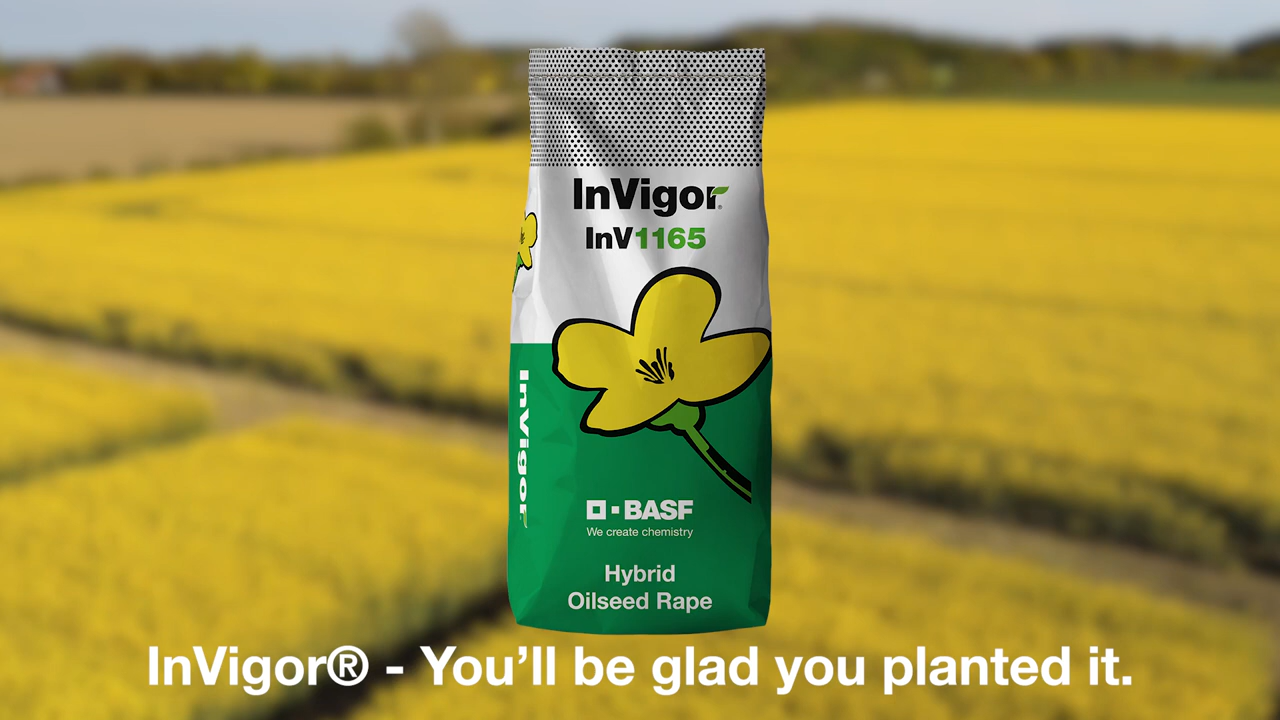 InVigor®
InV1165
InVigor
BASF
We create chemistry
Hybrid
Oilseed Rape
InVigor® - You’ll be glad you planted it.